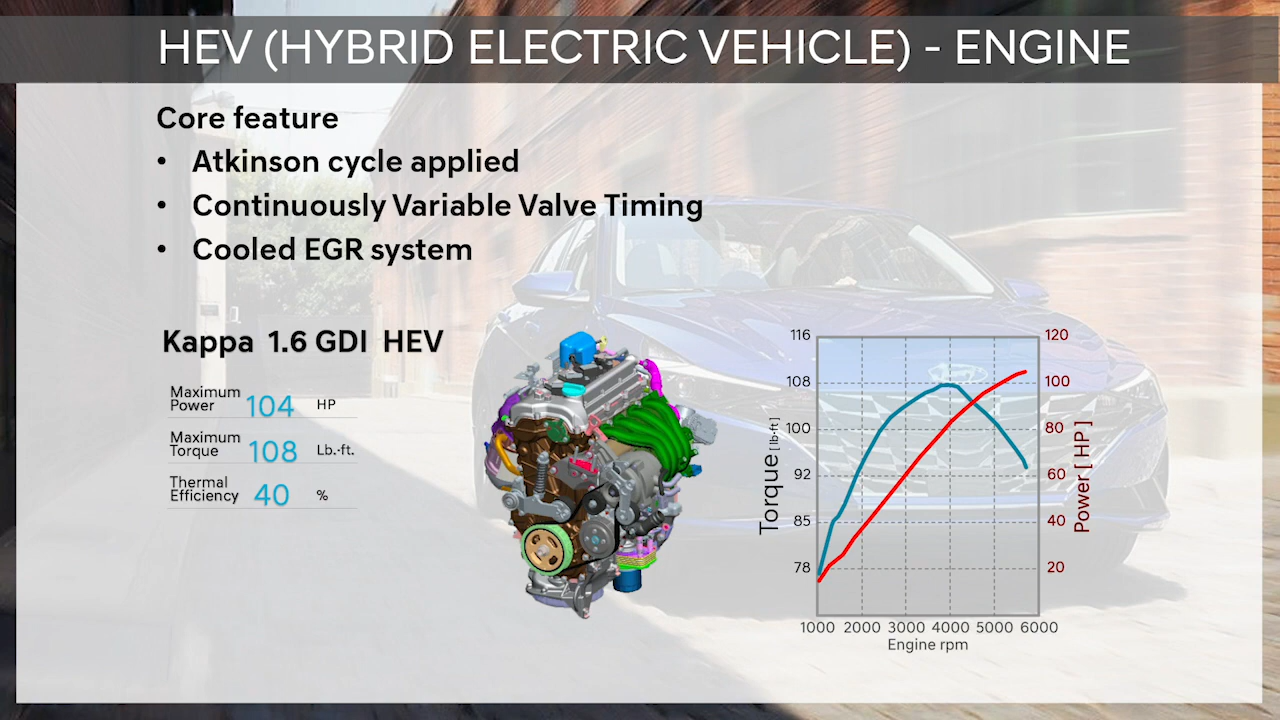 HEV (HYBRID ELECTRIC VEHICLE) - ENGINE
Core feature
• Atkinson cycle applied
• Continuously Variable Valve Timing
• Cooled EGR system
Kappa 1.6 GDI HEV
Maximum
Power 104 HP
Maximum
Torque 108 Lb.-ft.
Thermal
Efficiency 40 %
116
108
100
92
85
78
Torque [lb-ft]
120
100
80
60
40
20
Power [HP]
1000 2000 3000 4000 5000 6000
Engine rpm